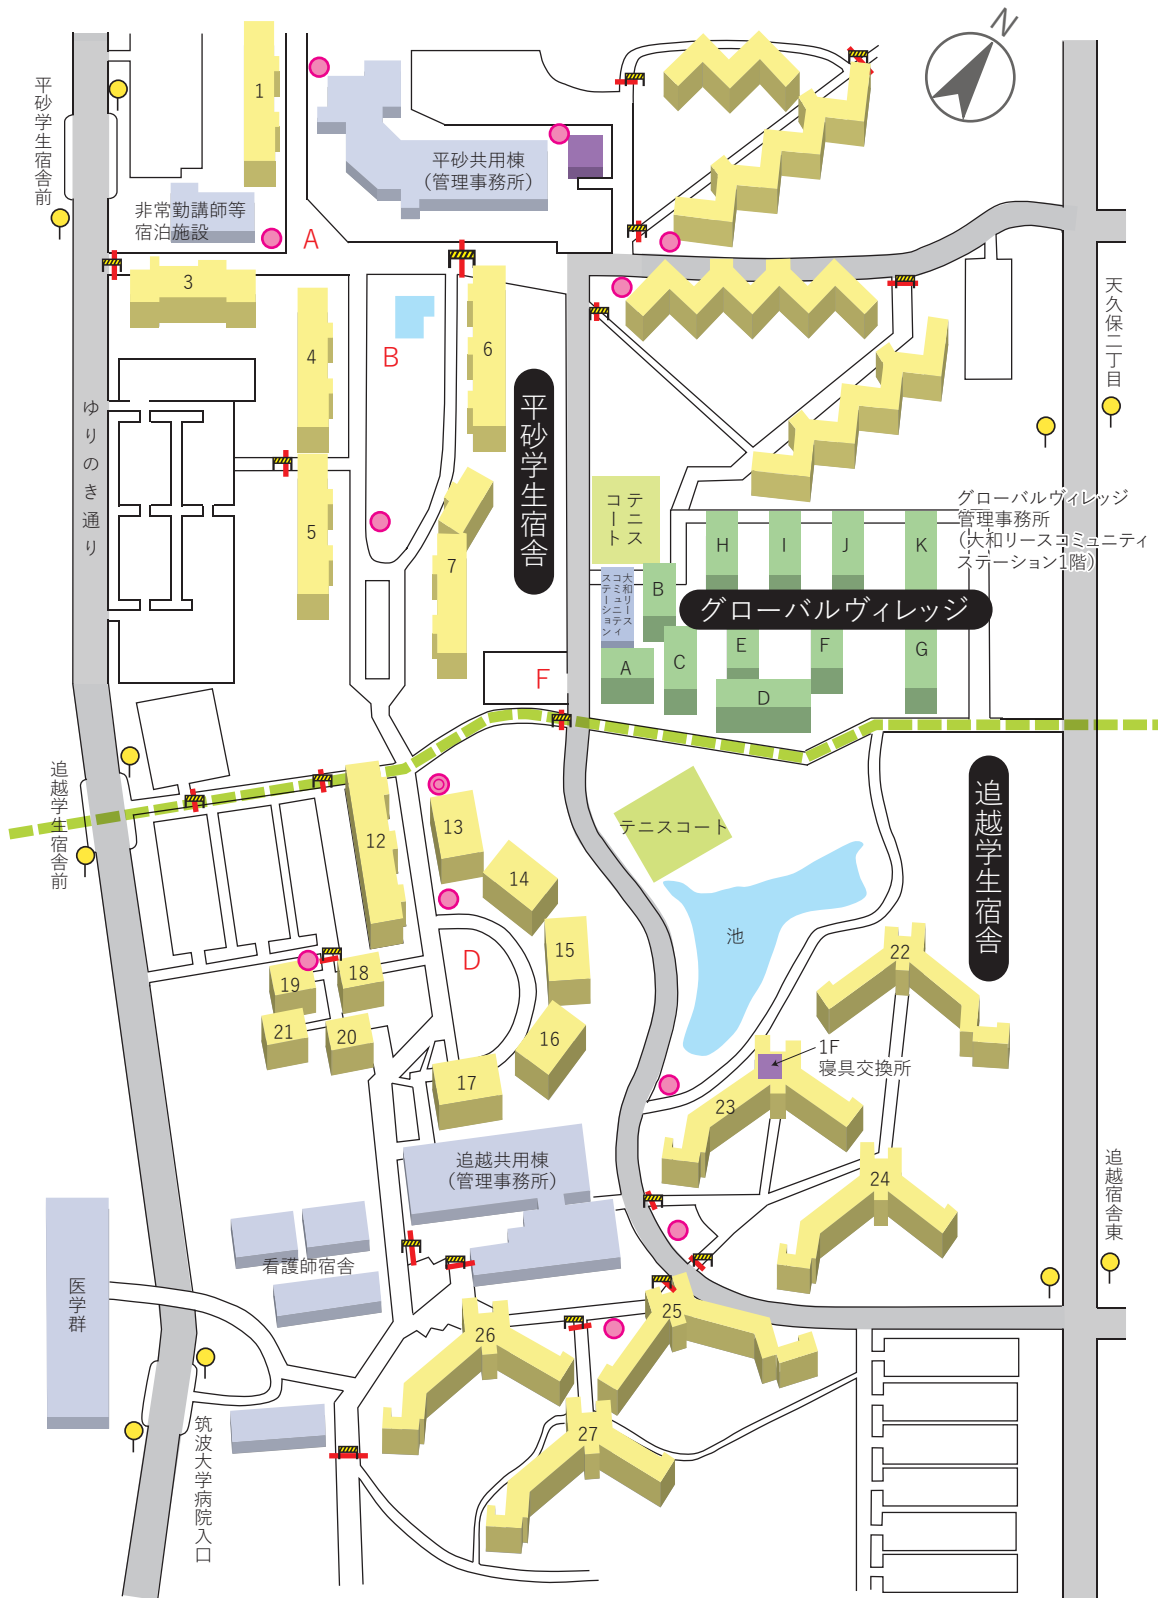 N
平砂学生宿舎前
1
平砂共用棟
（管理事務所）
非常勤講師等
宿泊施設
A
3
4
B
6
平砂学生宿舎
天久保二丁目
ゆりのき通り
5
7
テニス
コート
グローバルヴィレッジ
管理事務所
（大和リースコミュニティ
ステーション1階）
H
I
J
K
大和リース
コミュニティ
ステーション
B
グローバルヴィレッジ
A
C
E
F
G
D
F
追越学生宿舎前
12
13
14
テニスコート
追越学生宿舎
15
D
池
22
18
19
16
20
21
17
1F
寝具交換所
23
追越共用棟
（管理事務所）
24
追越宿舎東
看護師宿舎
医学群
25
26
27
筑波大学病院入口